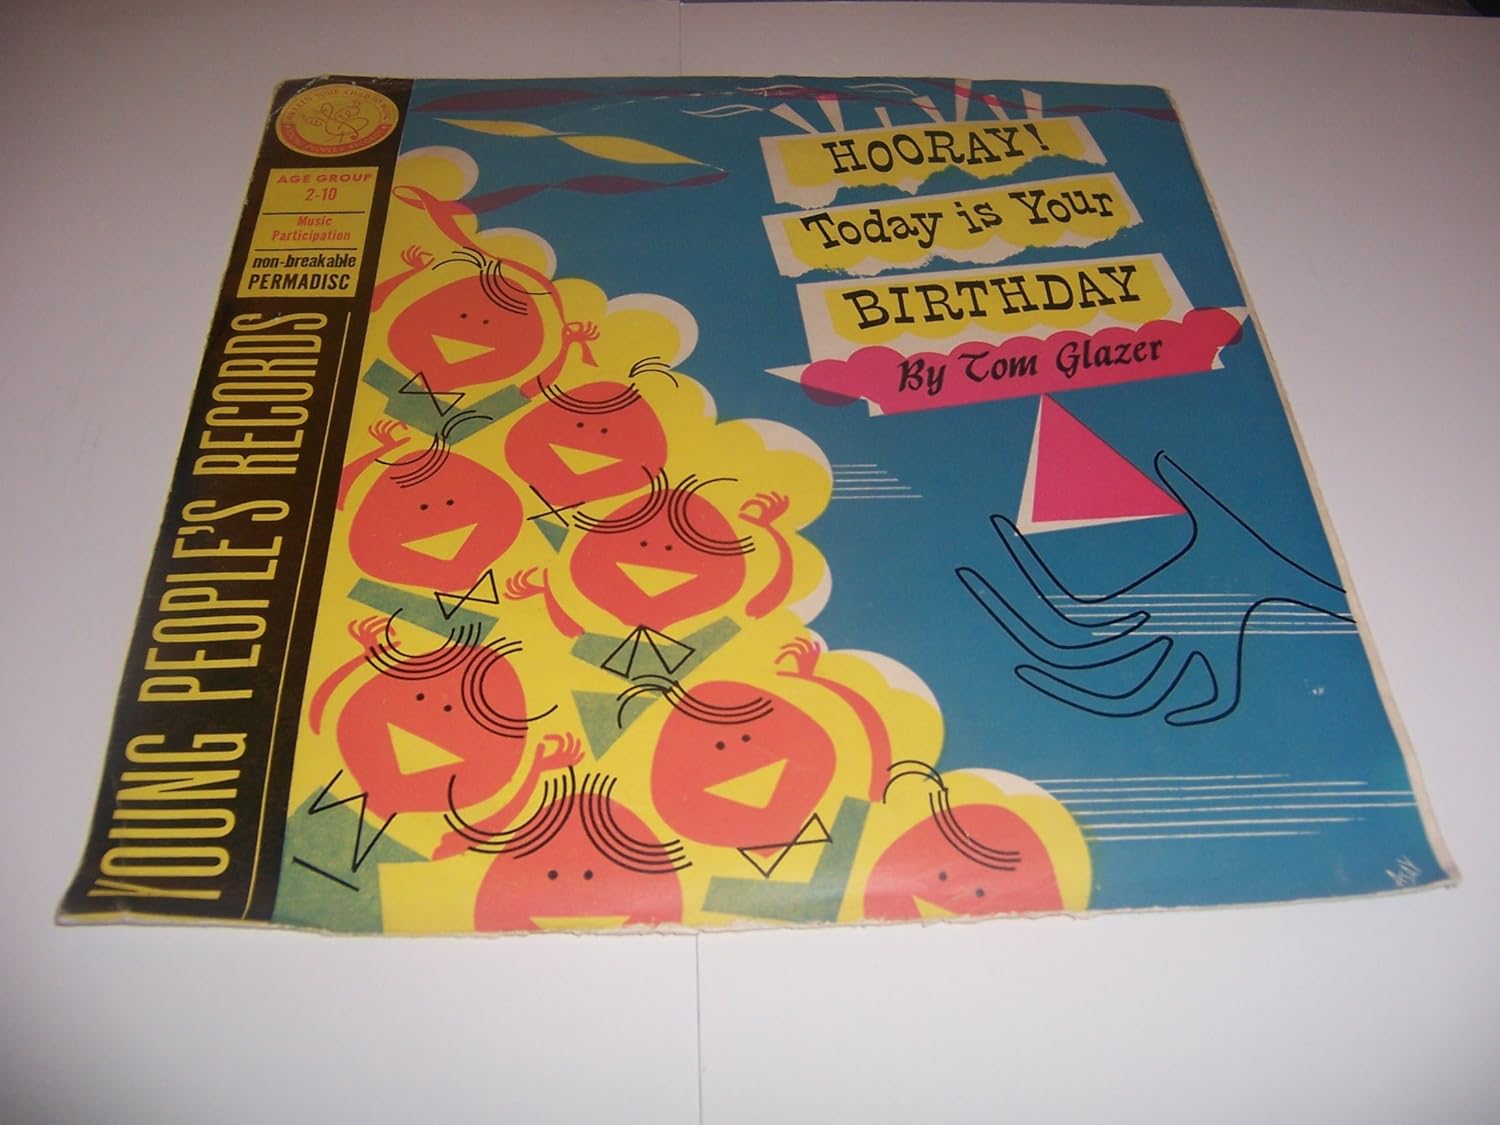 AGE GROUP
2-10
Music
Participation
non-breakable
PERMADISC
YOUNG PEOPLE'S RECORDS
HOORAY!
Today is Your
BIRTHDAY
By Tom Glazer